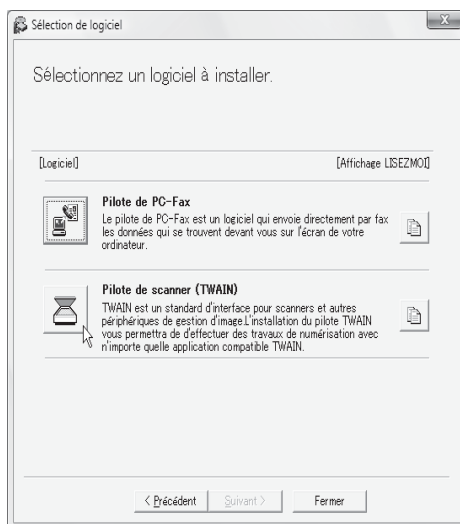 Sélection de logiciel
X
Sélectionnez un logiciel à installer.
[Logiciel] [Affichage LISEZMOI]
Pilote de PC-Fax
Le pilote de PC-Fax est un logiciel qui envoie directement par fax
les données qui se trouvent devant vous sur l'écran de votre
ordinateur.
Pilote de scanner (TWAIN)
TWAIN est un standard d'interface pour scanners et autres
périphériques de gestion d'image.L'installation du pilote TWAIN
vous permettra de d'effectuer des travaux de numérisation avec
n'importe quelle application compatible TWAIN.
< Précédent Suivant > Fermer